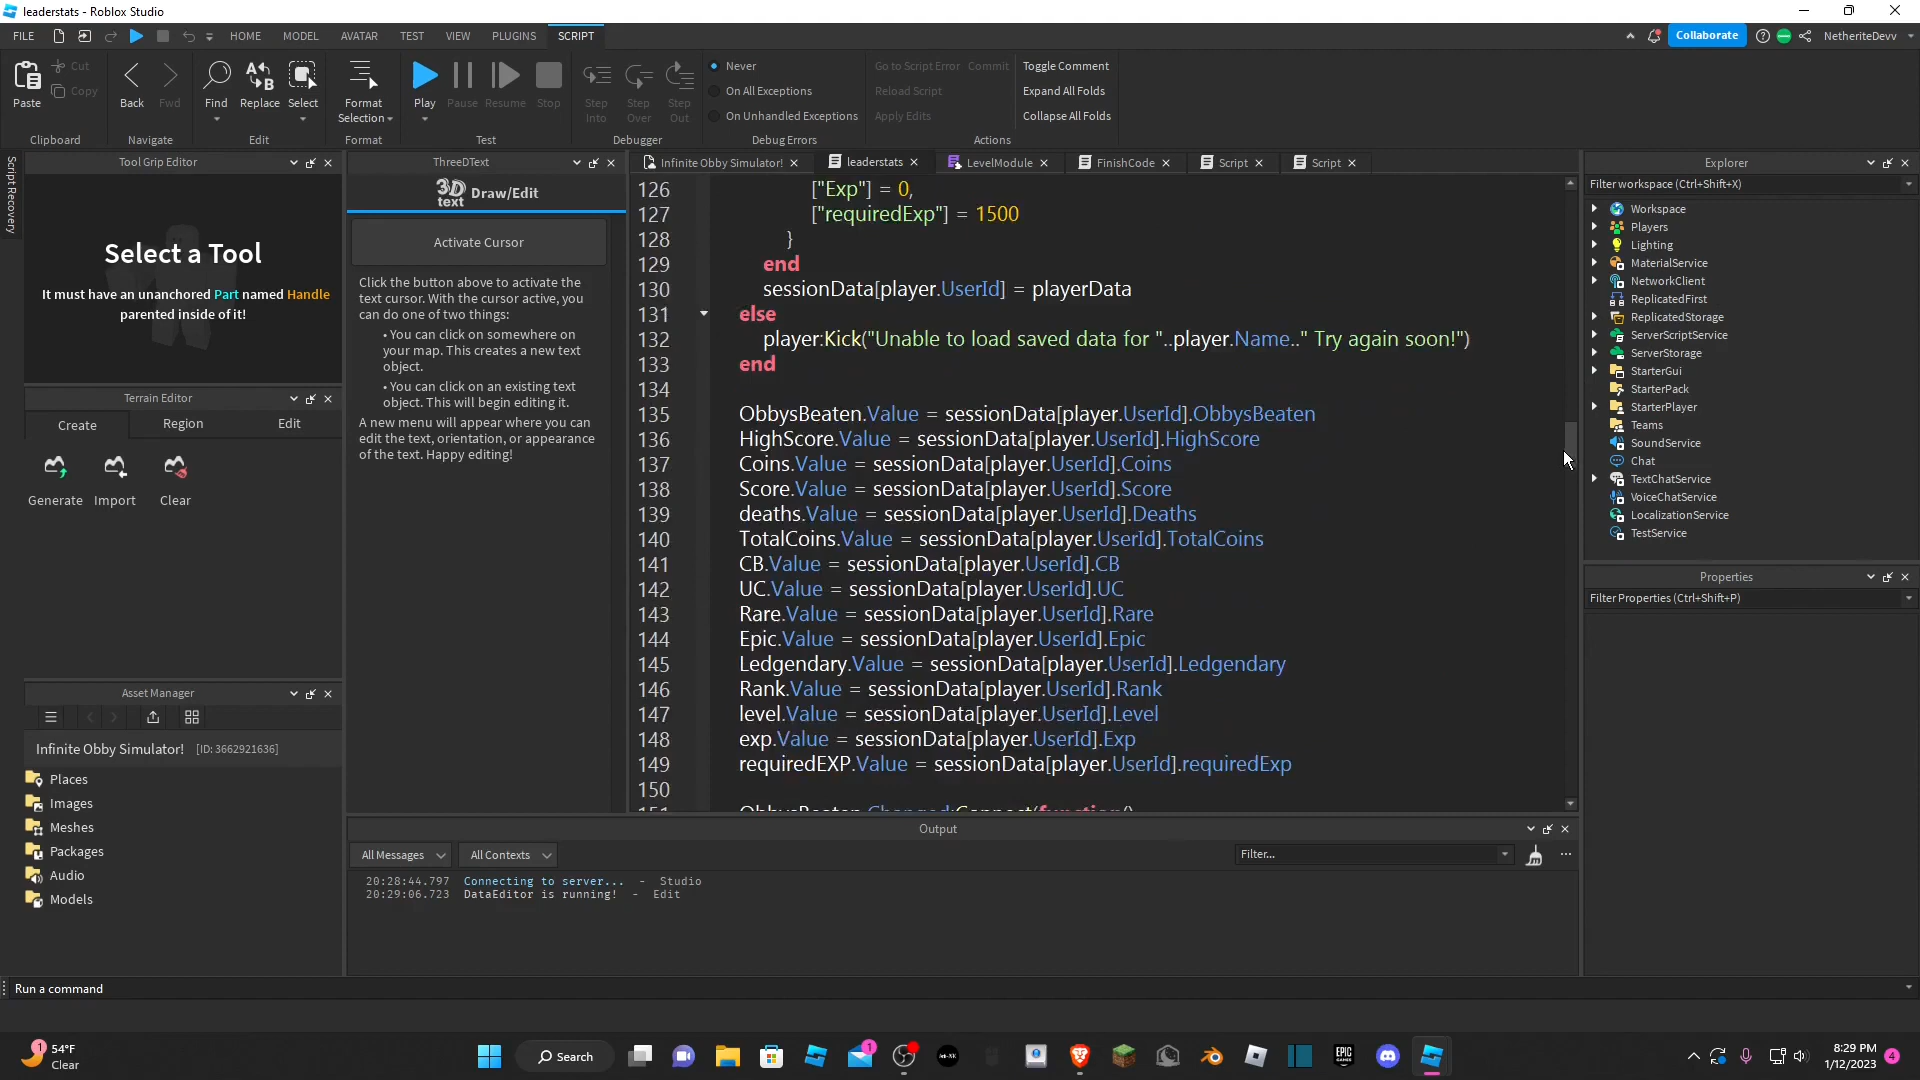 leaderstats - Roblox Studio
FILE HOME MODEL AVATAR TEST VIEW PLUGINS SCRIPT Collaborate NetheriteDevv
Paste Cut Copy Back Fwd Find Replace Select Format Selection Play Pause Resume Stop Step Into Step Over Step Out
Never Go to Script Error Commit Toggle Comment
On All Exceptions Reload Script Expand All Folds
On Unhandled Exceptions Apply Edits Collapse All Folds
Clipboard Navigate Edit Format Test Debugger Debug Errors Actions
Script Recovery
Tool Grip Editor
Select a Tool
It must have an unanchored Part named Handle
parented inside of it!
Terrain Editor
Create Region Edit
Generate Import Clear
Asset Manager
Infinite Obby Simulator! [ID: 3662921636]
Places
Images
Meshes
Packages
Audio
Models
ThreeDText
3D text Draw/Edit
Activate Cursor
Click the button above to activate the
text cursor. With the cursor active, you
can do one of two things:
• You can click on somewhere on
your map. This creates a new text
object.
• You can click on an existing text
object. This will begin editing it.
A new menu will appear where you can
edit the text, orientation, or appearance
of the text. Happy editing!
Infinite Obby Simulator! leaderstats LevelModule FinishCode Script Script
126 ["Exp"] = 0,
127 ["requiredExp"] = 1500
128 }
129 end
130 sessionData[player.UserId] = playerData
131 else
132 player:Kick("Unable to load saved data for "..player.Name.." Try again soon!")
133 end
134
135 ObbysBeaten.Value = sessionData[player.UserId].ObbysBeaten
136 HighScore.Value = sessionData[player.UserId].HighScore
137 Coins.Value = sessionData[player.UserId].Coins
138 Score.Value = sessionData[player.UserId].Score
139 deaths.Value = sessionData[player.UserId].Deaths
140 TotalCoins.Value = sessionData[player.UserId].TotalCoins
141 CB.Value = sessionData[player.UserId].CB
142 UC.Value = sessionData[player.UserId].UC
143 Rare.Value = sessionData[player.UserId].Rare
144 Epic.Value = sessionData[player.UserId].Epic
145 Ledgendary.Value = sessionData[player.UserId].Ledgendary
146 Rank.Value = sessionData[player.UserId].Rank
147 level.Value = sessionData[player.UserId].Level
148 exp.Value = sessionData[player.UserId].Exp
149 requiredEXP.Value = sessionData[player.UserId].requiredExp
150
151 ObbysBeaten.Changed:Connect(function()
Output
All Messages All Contexts Filter...
20:28:44.797 Connecting to server... - Studio
20:29:06.723 DataEditor is running! - Edit
Explorer
Filter workspace (Ctrl+Shift+X)
Workspace
Players
Lighting
MaterialService
NetworkClient
ReplicatedFirst
ReplicatedStorage
ServerScriptService
ServerStorage
StarterGui
StarterPack
StarterPlayer
Teams
SoundService
Chat
TextChatService
VoiceChatService
LocalizationService
TestService
Properties
Filter Properties (Ctrl+Shift+P)
Run a command
1 54°F
Clear
Search
1
EPIC GAMES
8:29 PM
1/12/2023
4